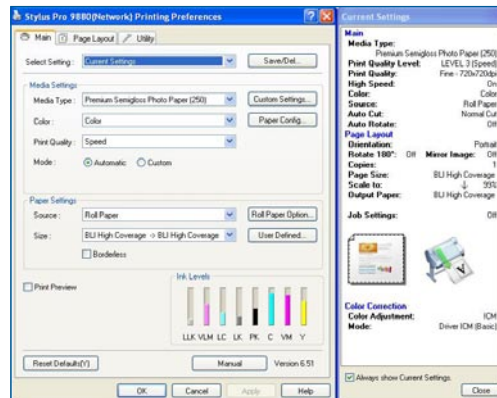 Stylus Pro 9880(Network) Printing Preferences
Main
Page Layout
Utility
Select Setting :
Current Settings
Save/Del...
Media Settings
Media Type :
Premium Semigloss Photo Paper (250)
Custom Settings...
Color :
Color
Paper Config...
Print Quality :
Speed
Mode :
Automatic
Custom
Paper Settings
Source :
Roll Paper
Roll Paper Option...
Size :
BLI High Coverage -> BLI High Coverage
User Defined...
Borderless
Print Preview
Ink Levels
LLK VLM LC LK PK C VM Y
Reset Defaults(Y)
Manual
Version 6.51
OK
Cancel
Apply
Help
Current Settings
Main
Media Type:
Premium Semigloss Photo Paper (250)
Print Quality Level: LEVEL 3 (Speed)
Print Quality: Fine - 720x720dpi
High Speed: On
Color: Color
Source: Roll Paper
Auto Cut: Normal Cut
Auto Rotate: Off
Page Layout
Orientation: Portrait
Rotate 180°: Off Mirror Image: Off
Copies: 1
Page Size: BLI High Coverage
Scale to: ↓ 99%
Output Paper: BLI High Coverage
Job Settings: Off
Color Correction
Color Adjustment: ICM
Mode: Driver ICM (Basic)
Always show Current Settings.
Close